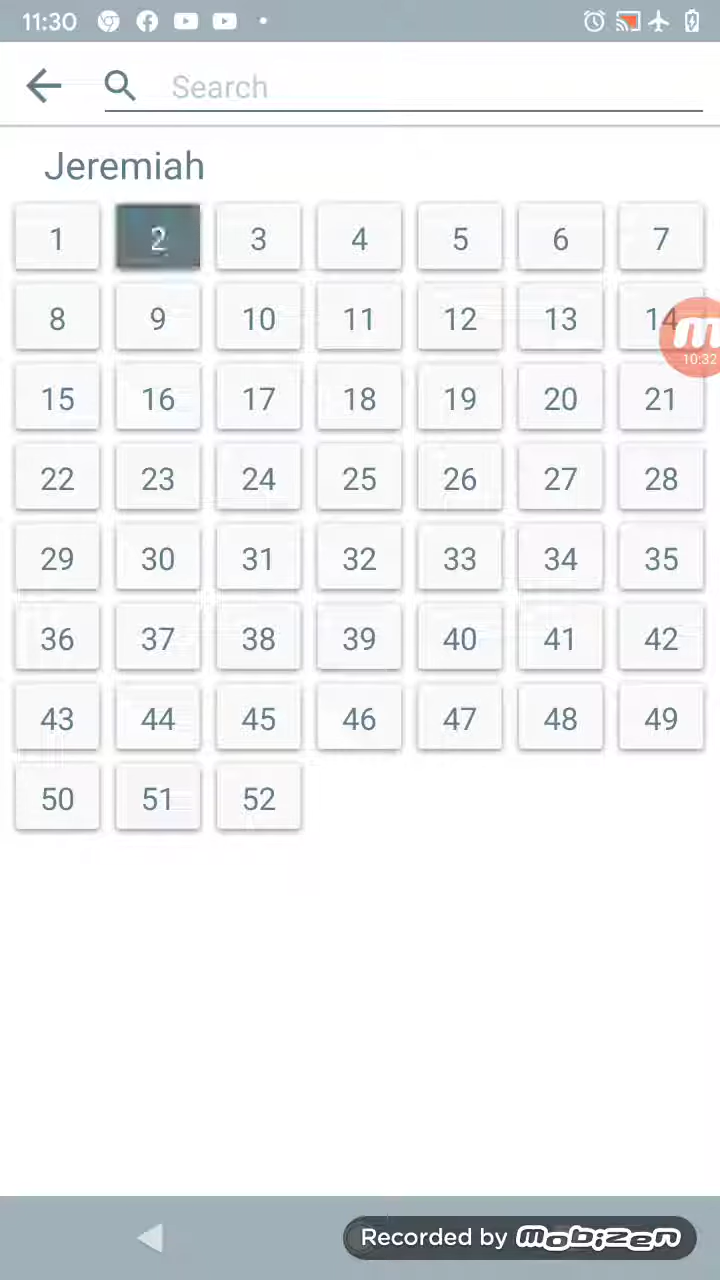 11:30
Search
Jeremiah
1 2 3 4 5 6 7
8 9 10 11 12 13 14
10:32
15 16 17 18 19 20 21
22 23 24 25 26 27 28
29 30 31 32 33 34 35
36 37 38 39 40 41 42
43 44 45 46 47 48 49
50 51 52
Recorded by mobizen